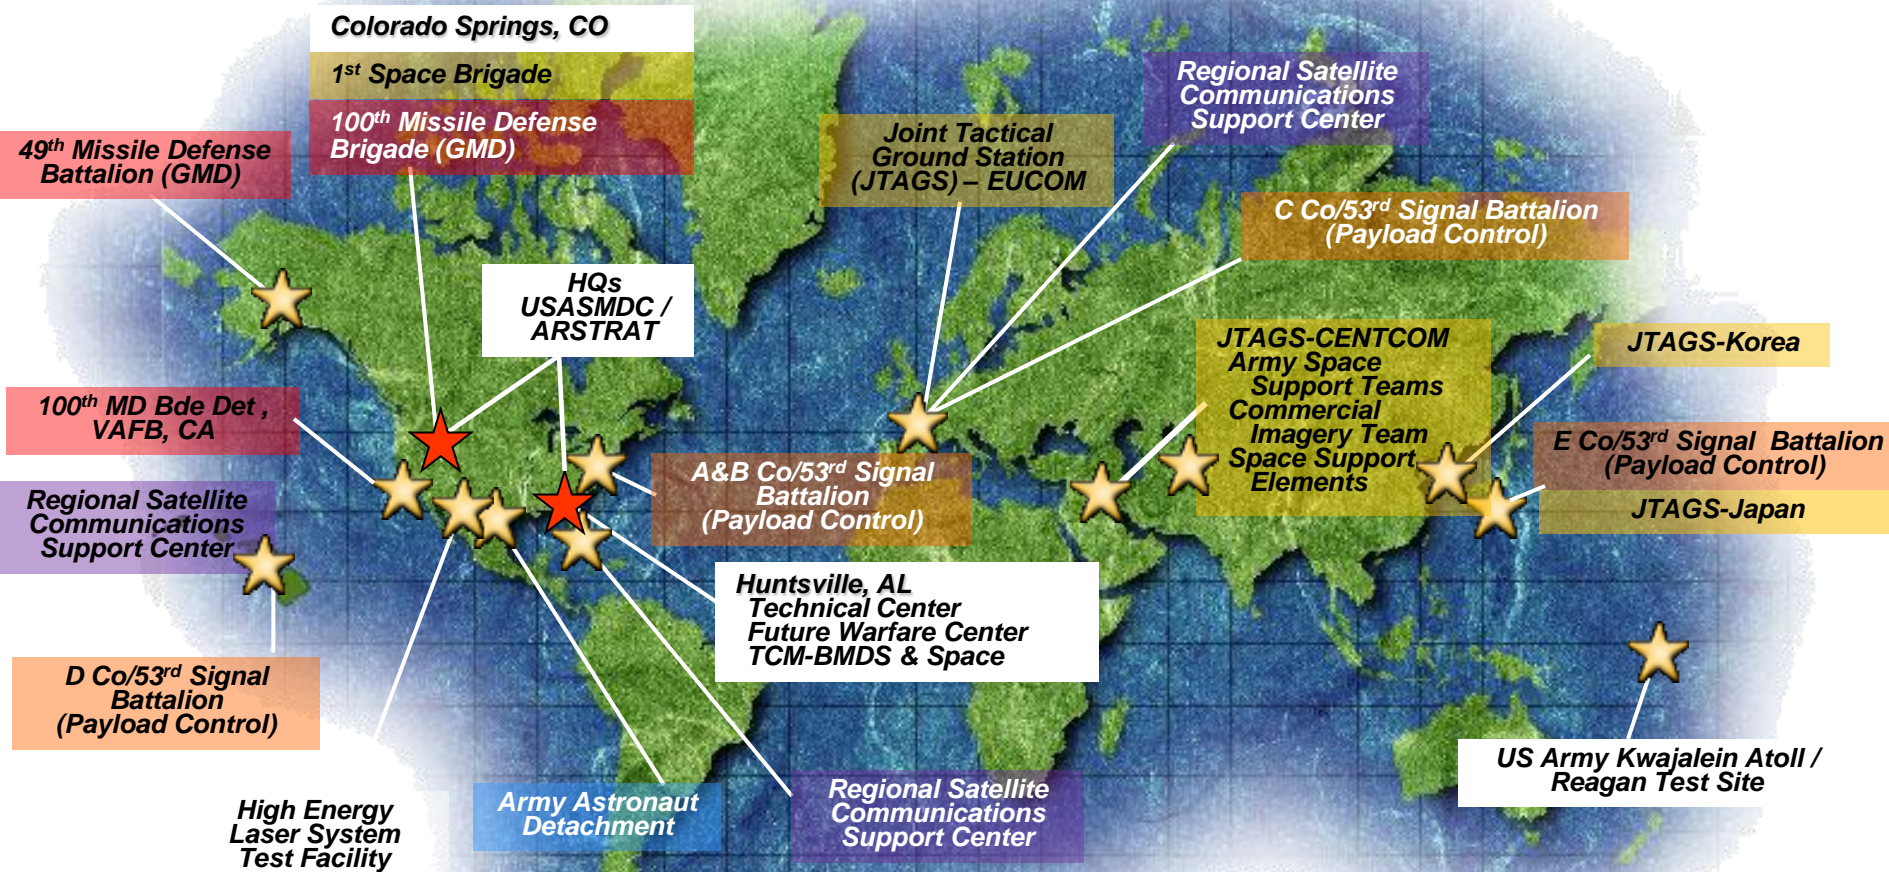 Colorado Springs, CO
1st Space Brigade
100th Missile Defense
Brigade (GMD)
49th Missile Defense
Battalion (GMD)
Joint Tactical
Ground Station
(JTAGS) – EUCOM
Regional Satellite
Communications
Support Center
C Co/53rd Signal Battalion
(Payload Control)
HQs
USASMDC /
ARSTRAT
JTAGS-CENTCOM
Army Space
Support Teams
Commercial
Imagery Team
Space Support
Elements
JTAGS-Korea
100th MD Bde Det ,
VAFB, CA
A&B Co/53rd Signal
Battalion
(Payload Control)
E Co/53rd Signal Battalion
(Payload Control)
JTAGS-Japan
Regional Satellite
Communications
Support Center
Huntsville, AL
Technical Center
Future Warfare Center
TCM-BMDS & Space
D Co/53rd Signal
Battalion
(Payload Control)
US Army Kwajalein Atoll /
Reagan Test Site
High Energy
Laser System
Test Facility
Army Astronaut
Detachment
Regional Satellite
Communications
Support Center